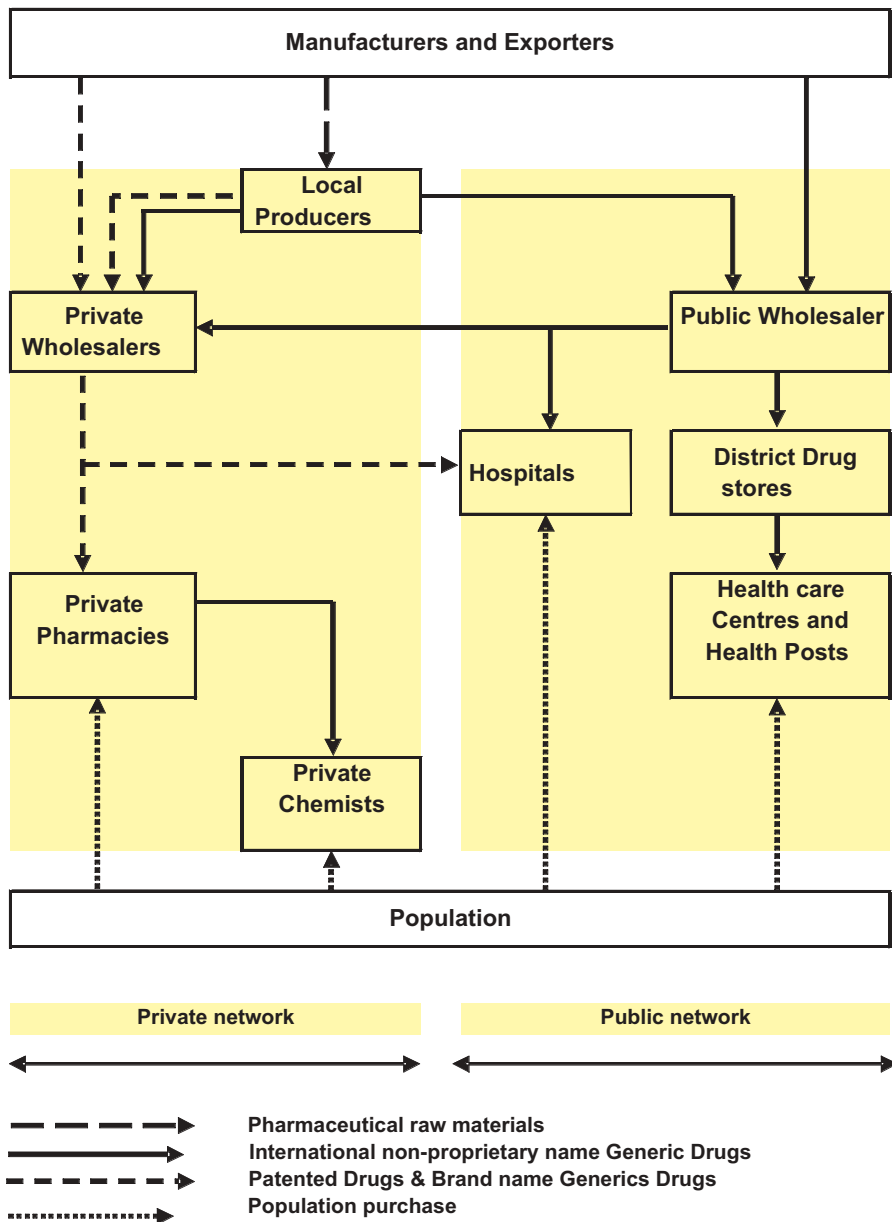 Manufacturers and Exporters
Local
Producers
Private
Wholesalers
Public Wholesaler
Hospitals
District Drug
stores
Private
Pharmacies
Health care
Centres and
Health Posts
Private
Chemists
Population
Private network
Public network
Pharmaceutical raw materials
International non-proprietary name Generic Drugs
Patented Drugs & Brand name Generics Drugs
Population purchase